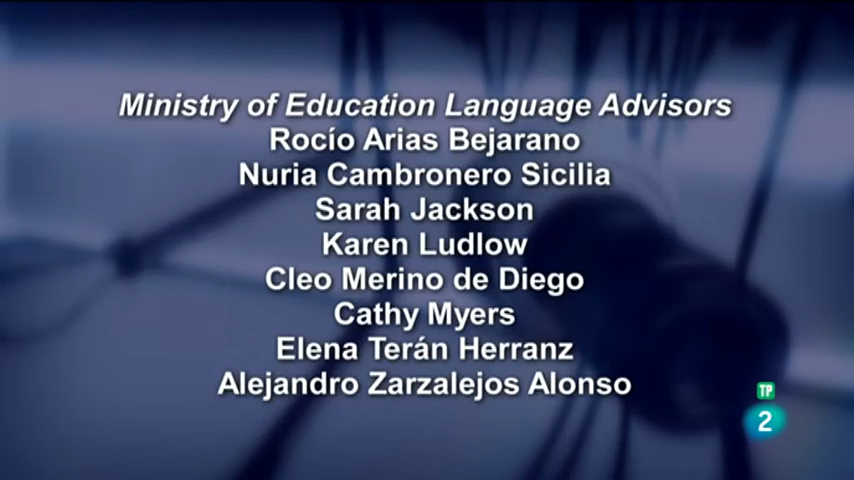 Ministry of Education Language Advisors
Rocío Arias Bejarano
Nuria Cambronero Sicilia
Sarah Jackson
Karen Ludlow
Cleo Merino de Diego
Cathy Myers
Elena Terán Herranz
Alejandro Zarzalejos Alonso
TP
2